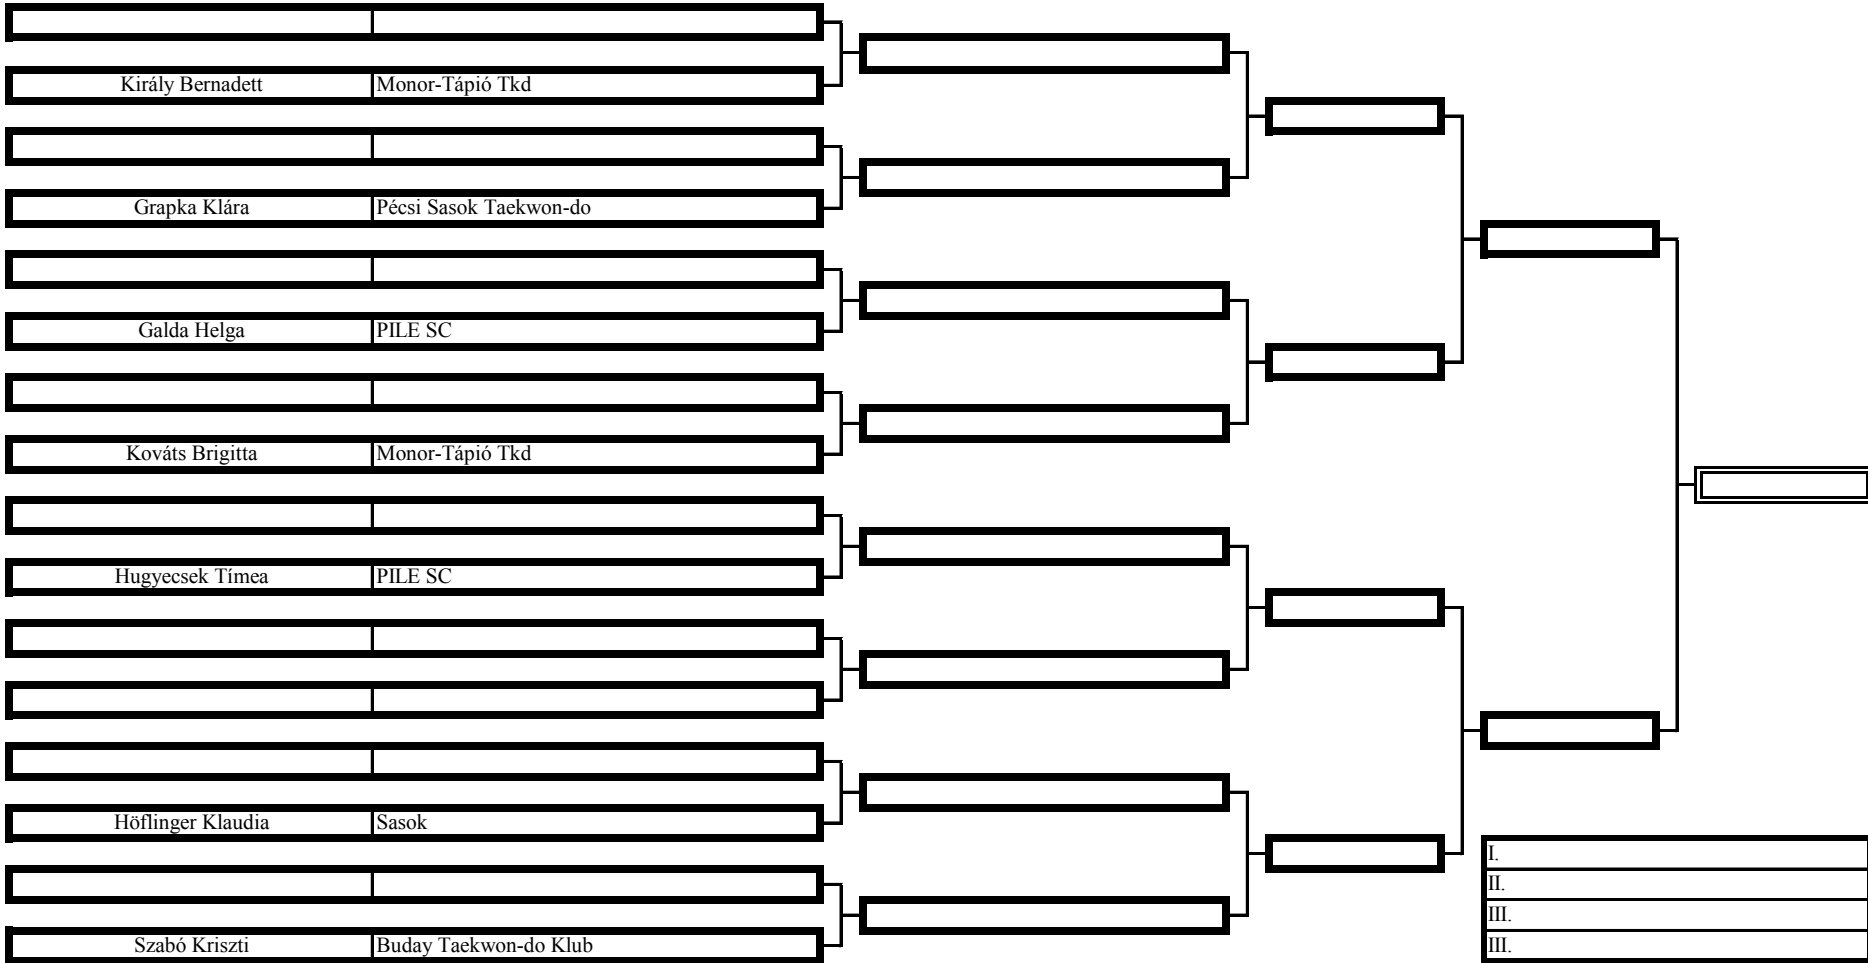 Király Bernadett Monor-Tápió Tkd
Grapka Klára Pécsi Sasok Taekwon-do
Galda Helga PILE SC
Kováts Brigitta Monor-Tápió Tkd
Hugyecsek Tímea PILE SC
Höflinger Klaudia Sasok
Szabó Kriszti Buday Taekwon-do Klub
I.
II.
III.
III.